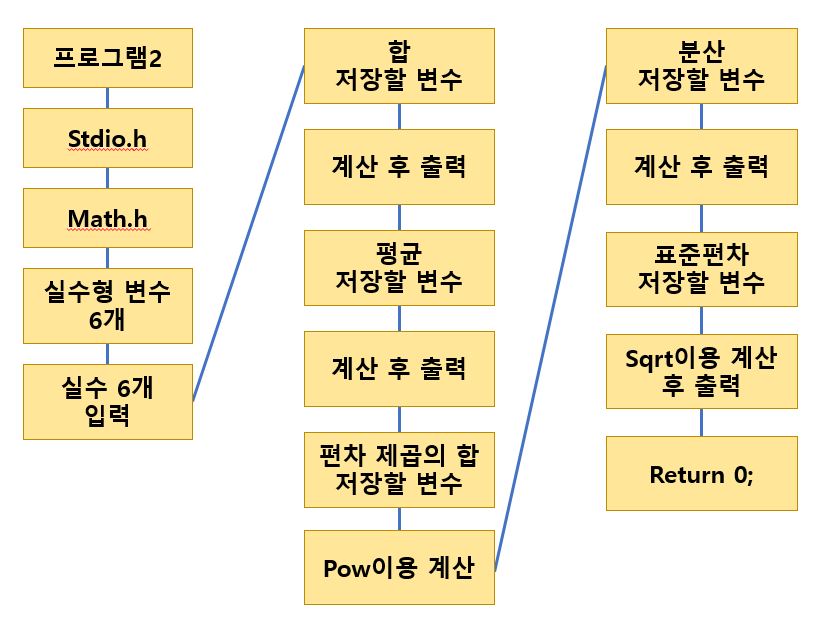 프로그램2
Stdio.h
Math.h
실수형 변수
6개
실수 6개
입력
합
저장할 변수
계산 후 출력
평균
저장할 변수
계산 후 출력
편차 제곱의 합
저장할 변수
Pow이용 계산
분산
저장할 변수
계산 후 출력
표준편차
저장할 변수
Sqrt이용 계산
후 출력
Return 0;